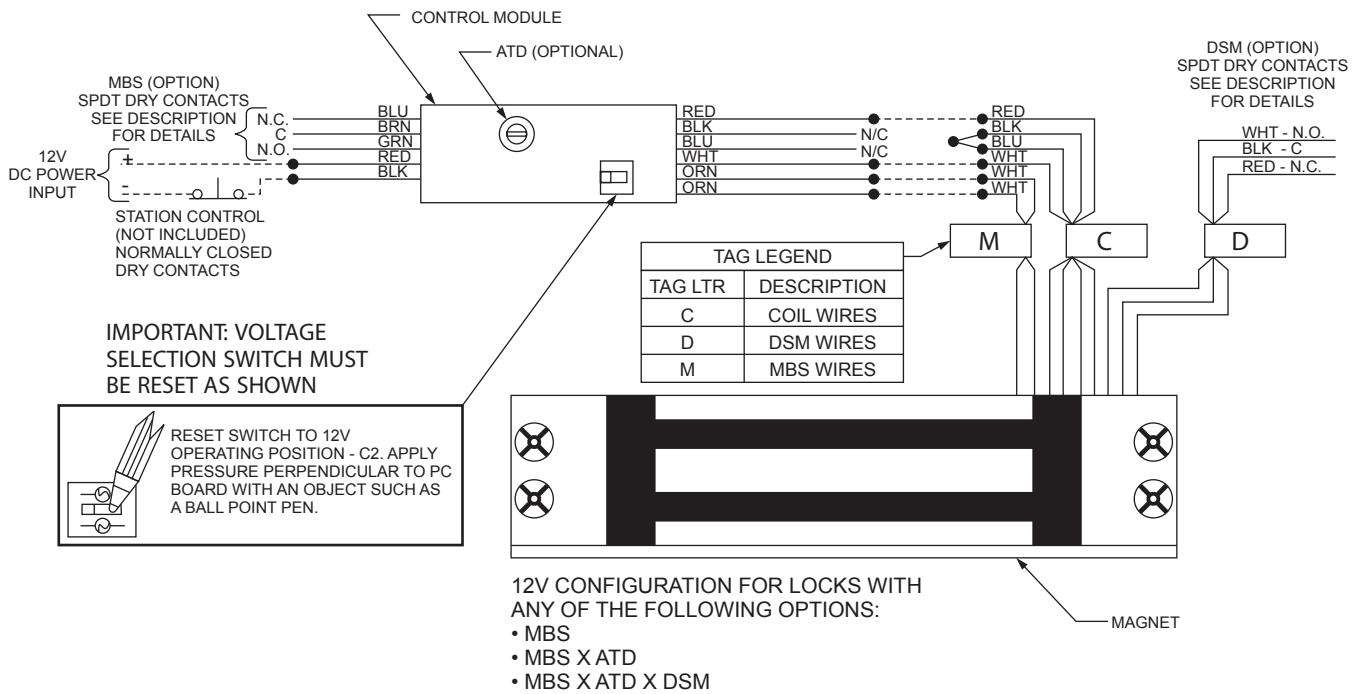 CONTROL MODULE
ATD (OPTIONAL)
MBS (OPTION)
SPDT DRY CONTACTS
SEE DESCRIPTION
FOR DETAILS
N.C.
C
N.O.
BLU
BRN
GRN
RED
BLK
12V
DC POWER
INPUT
+
-
STATION CONTROL
(NOT INCLUDED)
NORMALLY CLOSED
DRY CONTACTS
RED
BLK
BLU
WHT
ORN
ORN
N/C
N/C
RED
BLK
BLU
WHT
WHT
WHT
DSM (OPTION)
SPDT DRY CONTACTS
SEE DESCRIPTION
FOR DETAILS
WHT - N.O.
BLK - C
RED - N.C.
M
C
D
TAG LEGEND
TAG LTR DESCRIPTION
C COIL WIRES
D DSM WIRES
M MBS WIRES
IMPORTANT: VOLTAGE
SELECTION SWITCH MUST
BE RESET AS SHOWN
RESET SWITCH TO 12V
OPERATING POSITION - C2. APPLY
PRESSURE PERPENDICULAR TO PC
BOARD WITH AN OBJECT SUCH AS
A BALL POINT PEN.
12V CONFIGURATION FOR LOCKS WITH
ANY OF THE FOLLOWING OPTIONS:
• MBS
• MBS X ATD
• MBS X ATD X DSM
MAGNET